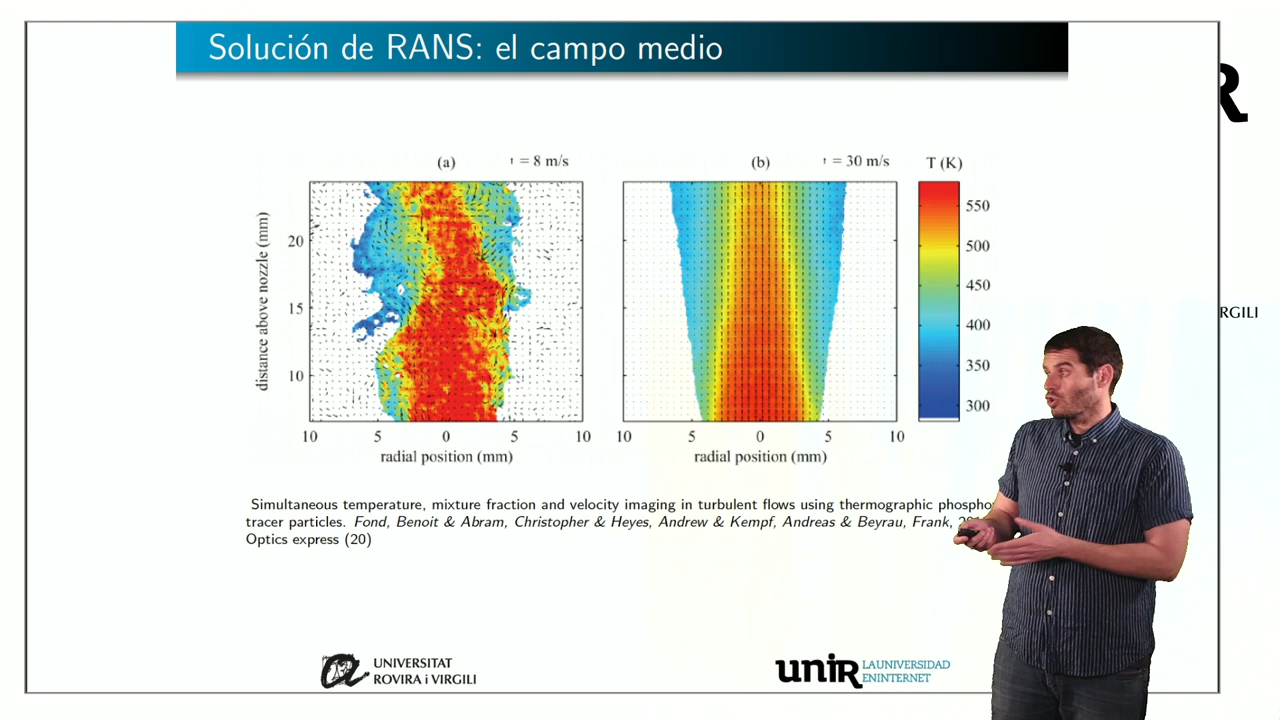 Solución de RANS: el campo medio
R
(a)
= 8 m/s
(b)
= 30 m/s
T (K)
distance above nozzle (mm)
20
15
10
10
5
0
5
10
radial position (mm)
10
5
0
5
10
radial position (mm)
550
500
450
400
350
300
RGILI
Simultaneous temperature, mixture fraction and velocity imaging in turbulent flows using thermographic phospho
tracer particles. Fond, Benoit & Abram, Christopher & Heyes, Andrew & Kempf, Andreas & Beyrau, Frank,
Optics express (20)
UNIVERSITAT
ROVIRA i VIRGILI
unir
LA UNIVERSIDAD
EN INTERNET